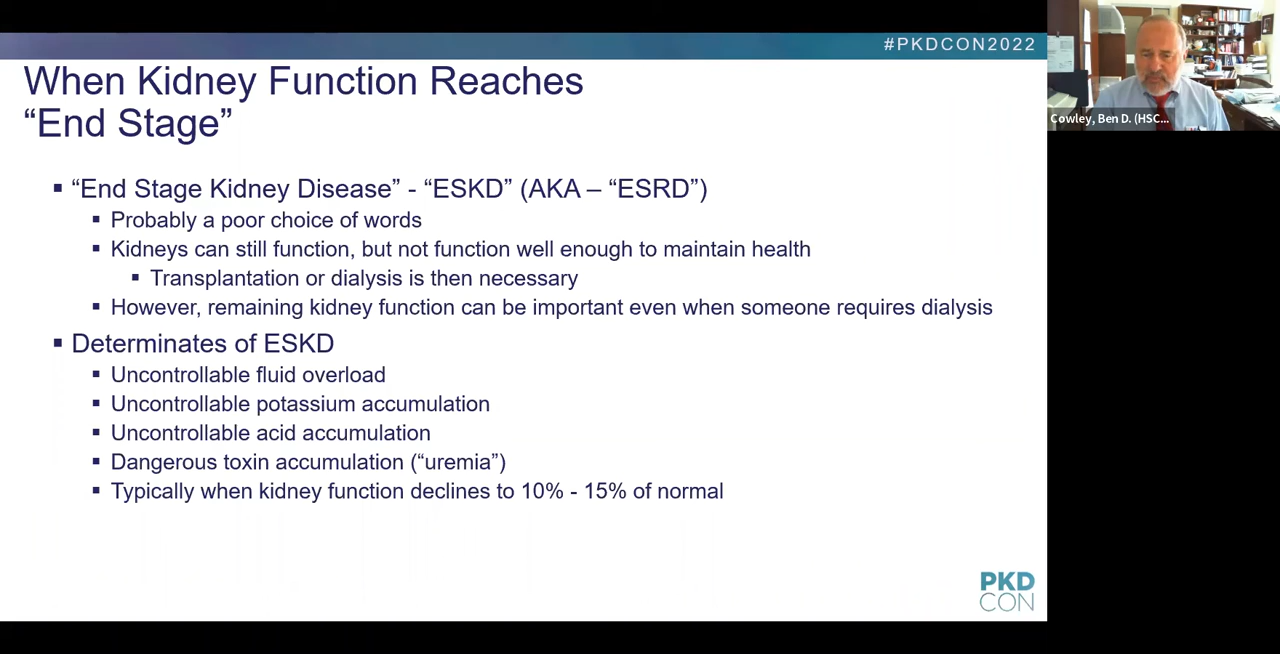 #PKDCON2022
When Kidney Function Reaches
“End Stage”
“End Stage Kidney Disease” - “ESKD” (AKA – “ESRD”)
Probably a poor choice of words
Kidneys can still function, but not function well enough to maintain health
Transplantation or dialysis is then necessary
However, remaining kidney function can be important even when someone requires dialysis
Determinates of ESKD
Uncontrollable fluid overload
Uncontrollable potassium accumulation
Uncontrollable acid accumulation
Dangerous toxin accumulation (“uremia”)
Typically when kidney function declines to 10% - 15% of normal
PKD
CON
Cowley, Ben D. (HSC...